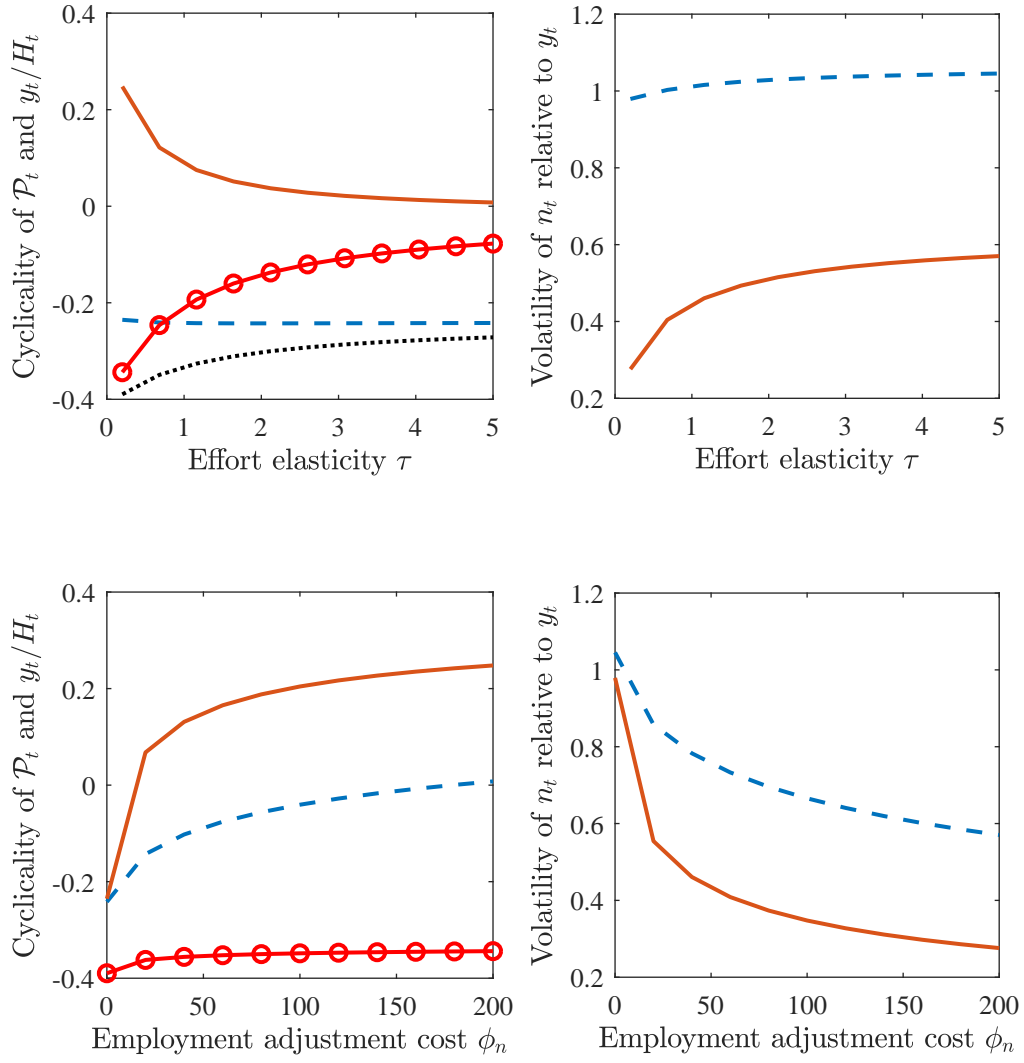 Cyclicality of 𝒫t and yt/Ht
0.4
0.2
0
-0.2
-0.4
0 1 2 3 4 5
Effort elasticity τ
Volatility of nt relative to yt
1.2
1
0.8
0.6
0.4
0.2
0 1 2 3 4 5
Effort elasticity τ
Cyclicality of 𝒫t and yt/Ht
0.4
0.2
0
-0.2
-0.4
0 50 100 150 200
Employment adjustment cost ϕn
Volatility of nt relative to yt
1.2
1
0.8
0.6
0.4
0.2
0 50 100 150 200
Employment adjustment cost ϕn